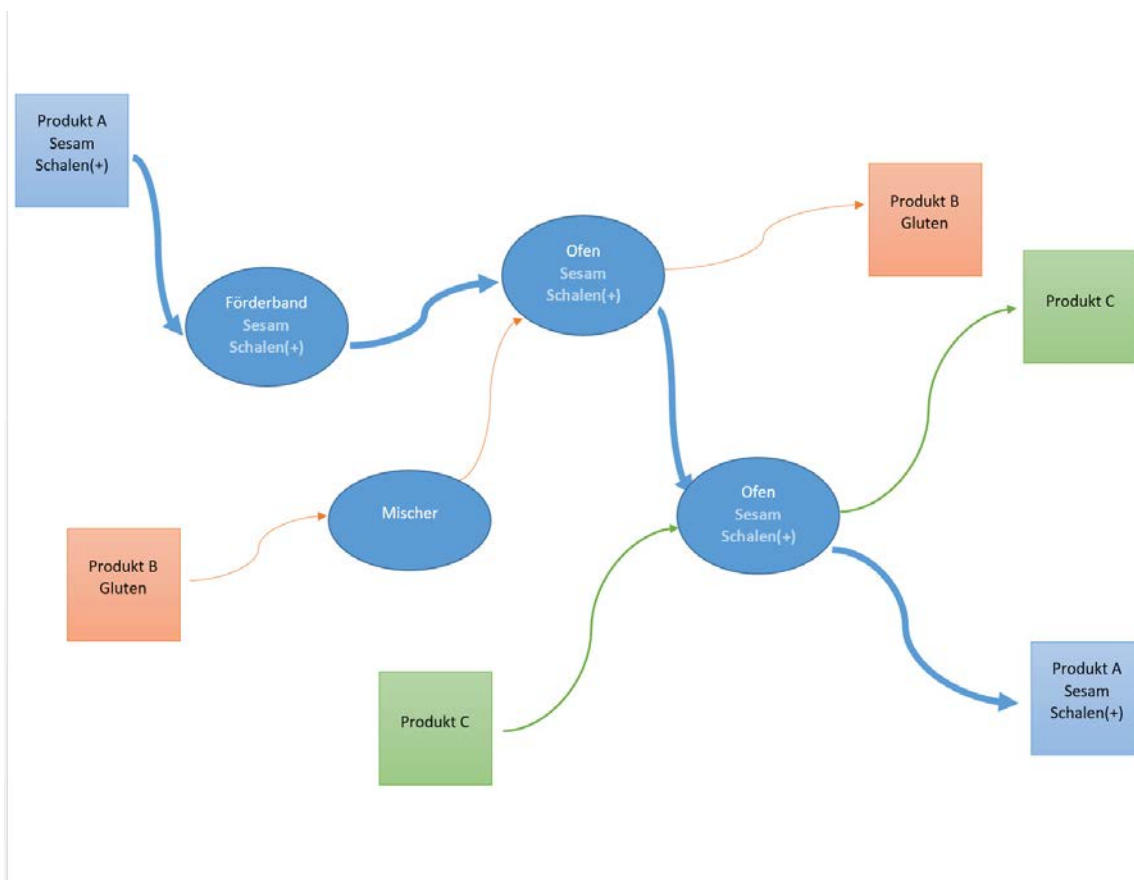 Produkt A
Sesam
Schalen(+)
Produkt B
Gluten
Ofen
Sesam
Schalen(+)
Produkt C
Förderband
Sesam
Schalen(+)
Mischer
Ofen
Sesam
Schalen(+)
Produkt B
Gluten
Produkt C
Produkt A
Sesam
Schalen(+)